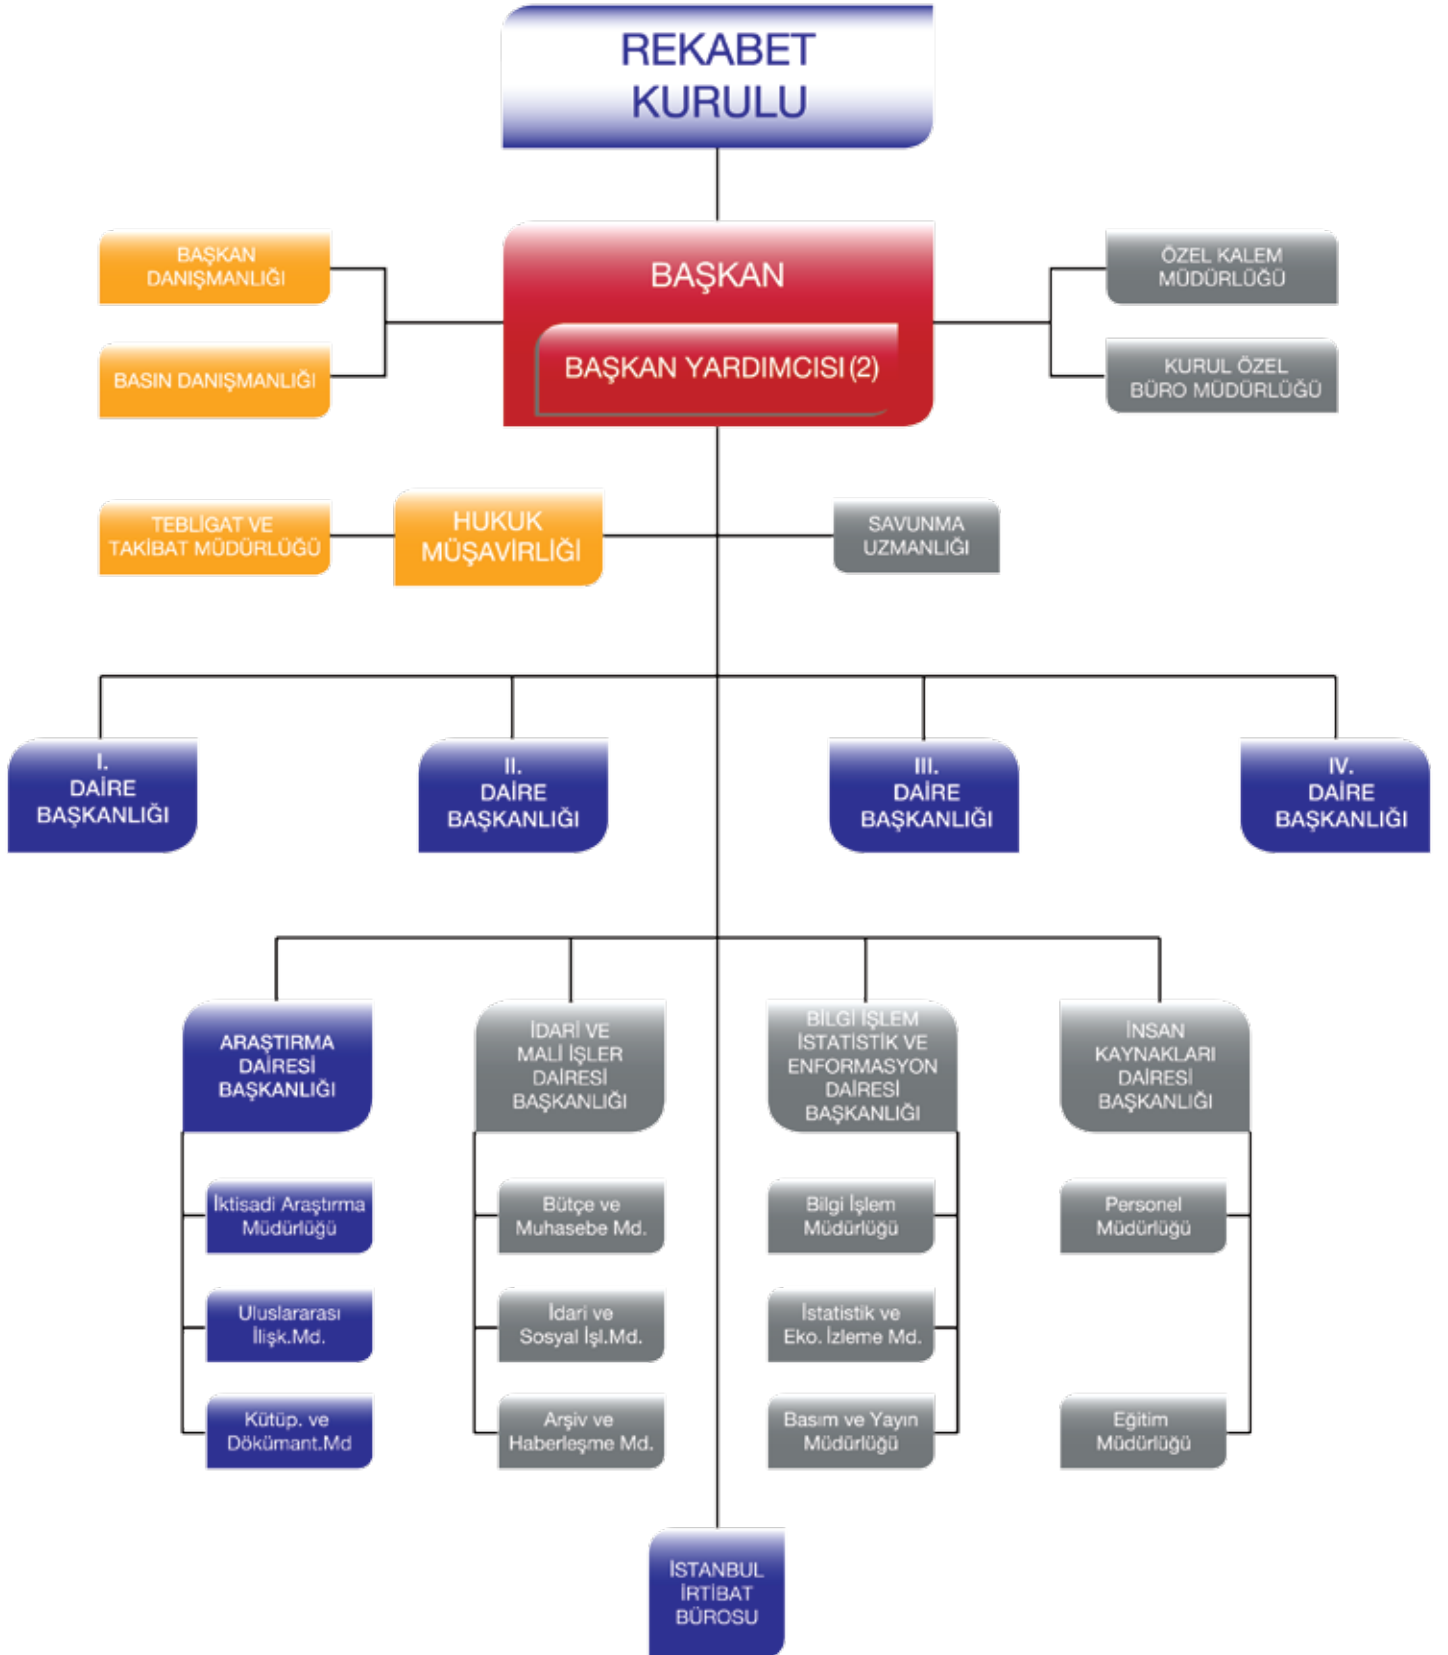 REKABET
KURULU
BAŞKAN
DANIŞMANLIĞI
BASIN DANIŞMANLIĞI
BAŞKAN
BAŞKAN YARDIMCISI (2)
ÖZEL KALEM
MÜDÜRLÜĞÜ
KURUL ÖZEL
BÜRO MÜDÜRLÜĞÜ
TEBLİGAT VE
TAKİBAT MÜDÜRLÜĞÜ
HUKUK
MÜŞAVİRLİĞİ
SAVUNMA
UZMANLIĞI
I.
DAİRE
BAŞKANLIĞI
II.
DAİRE
BAŞKANLIĞI
III.
DAİRE
BAŞKANLIĞI
IV.
DAİRE
BAŞKANLIĞI
ARAŞTIRMA
DAİRESİ
BAŞKANLIĞI
İDARİ VE
MALİ İŞLER
DAİRESİ
BAŞKANLIĞI
BİLGİ İŞLEM
İSTATİSTİK VE
ENFORMASYON
DAİRESİ
BAŞKANLIĞI
İNSAN
KAYNAKLARI
DAİRESİ
BAŞKANLIĞI
İktisadi Araştırma
Müdürlüğü
Bütçe ve
Muhasebe Md.
Bilgi İşlem
Müdürlüğü
Personel
Müdürlüğü
Uluslararası
İlişk.Md.
İdari ve
Sosyal İşl.Md.
İstatistik ve
Eko. İzleme Md.
Kütüp. ve
Dökümant.Md
Arşiv ve
Haberleşme Md.
Basım ve Yayın
Müdürlüğü
Eğitim
Müdürlüğü
İSTANBUL
İRTİBAT
BÜROSU